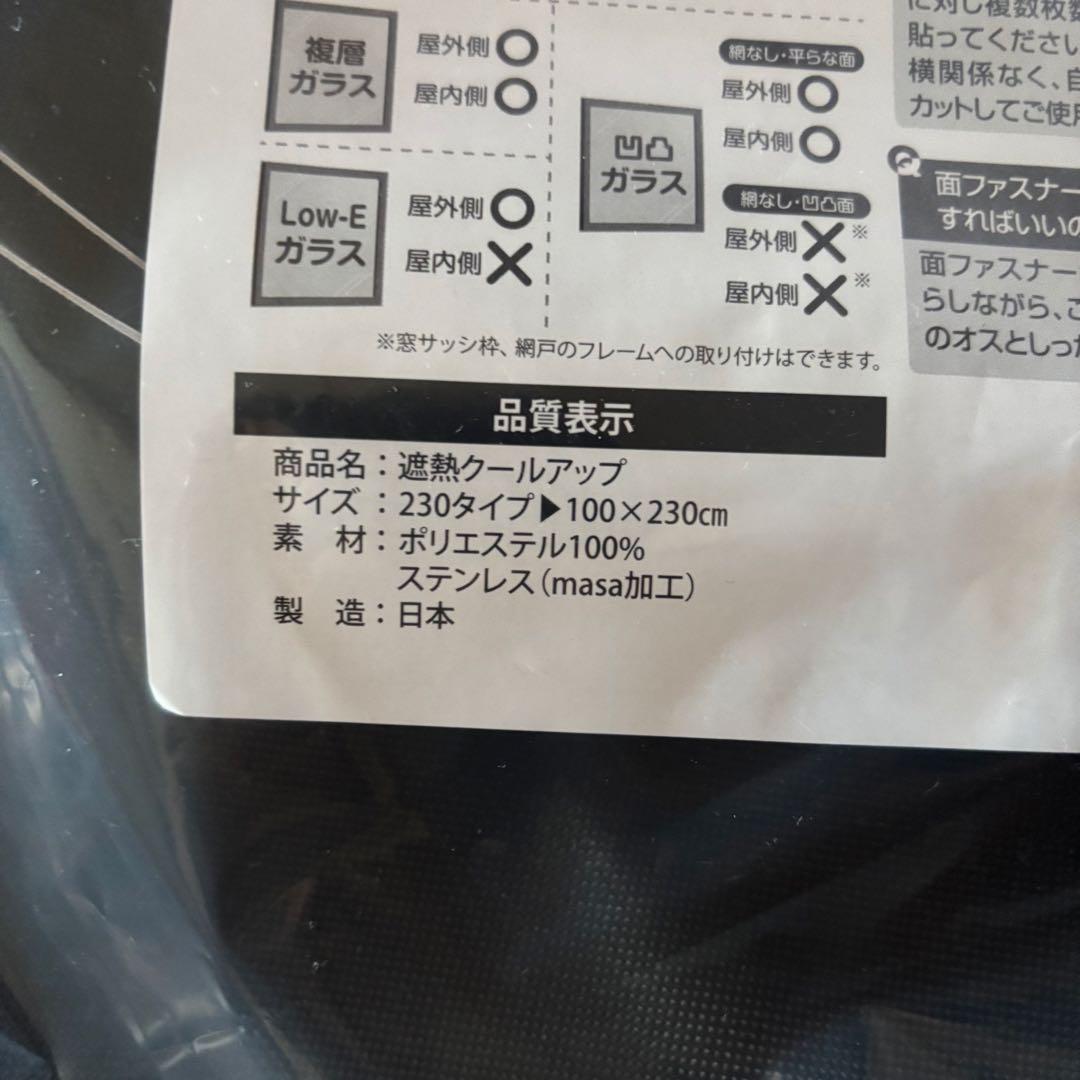 複層
ガラス
屋外側 ○
屋内側 ○
Low-E
ガラス
屋外側 ○
屋内側 ×
凹凸
ガラス
網なし・平らな面
屋外側 ○
屋内側 ○
網なし・凹凸面
屋外側 ×※
屋内側 ×※
※窓サッシ枠、網戸のフレームへの取り付けはできます。
に対し複数枚数
貼ってください
横関係なく、自
カットしてご使用
Q
面ファスナー
すればいいの
面ファスナー
らしながら、こ
のオスとしっか
品質表示
商品名：遮熱クールアップ
サイズ：230タイプ▶100×230㎝
素　材：ポリエステル100%
ステンレス（masa加工）
製　造：日本